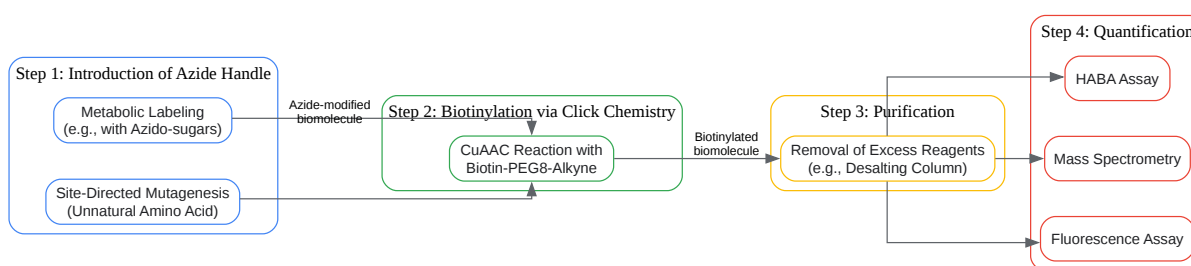 Step 1: Introduction of Azide Handle
Metabolic Labeling
(e.g., with Azido-sugars)
Site-Directed Mutagenesis
(Unnatural Amino Acid)
Azide-modified
biomolecule
Step 2: Biotinylation via Click Chemistry
CuAAC Reaction with
Biotin-PEG8-Alkyne
Biotinylated
biomolecule
Step 3: Purification
Removal of Excess Reagents
(e.g., Desalting Column)
Step 4: Quantification
HABA Assay
Mass Spectrometry
Fluorescence Assay